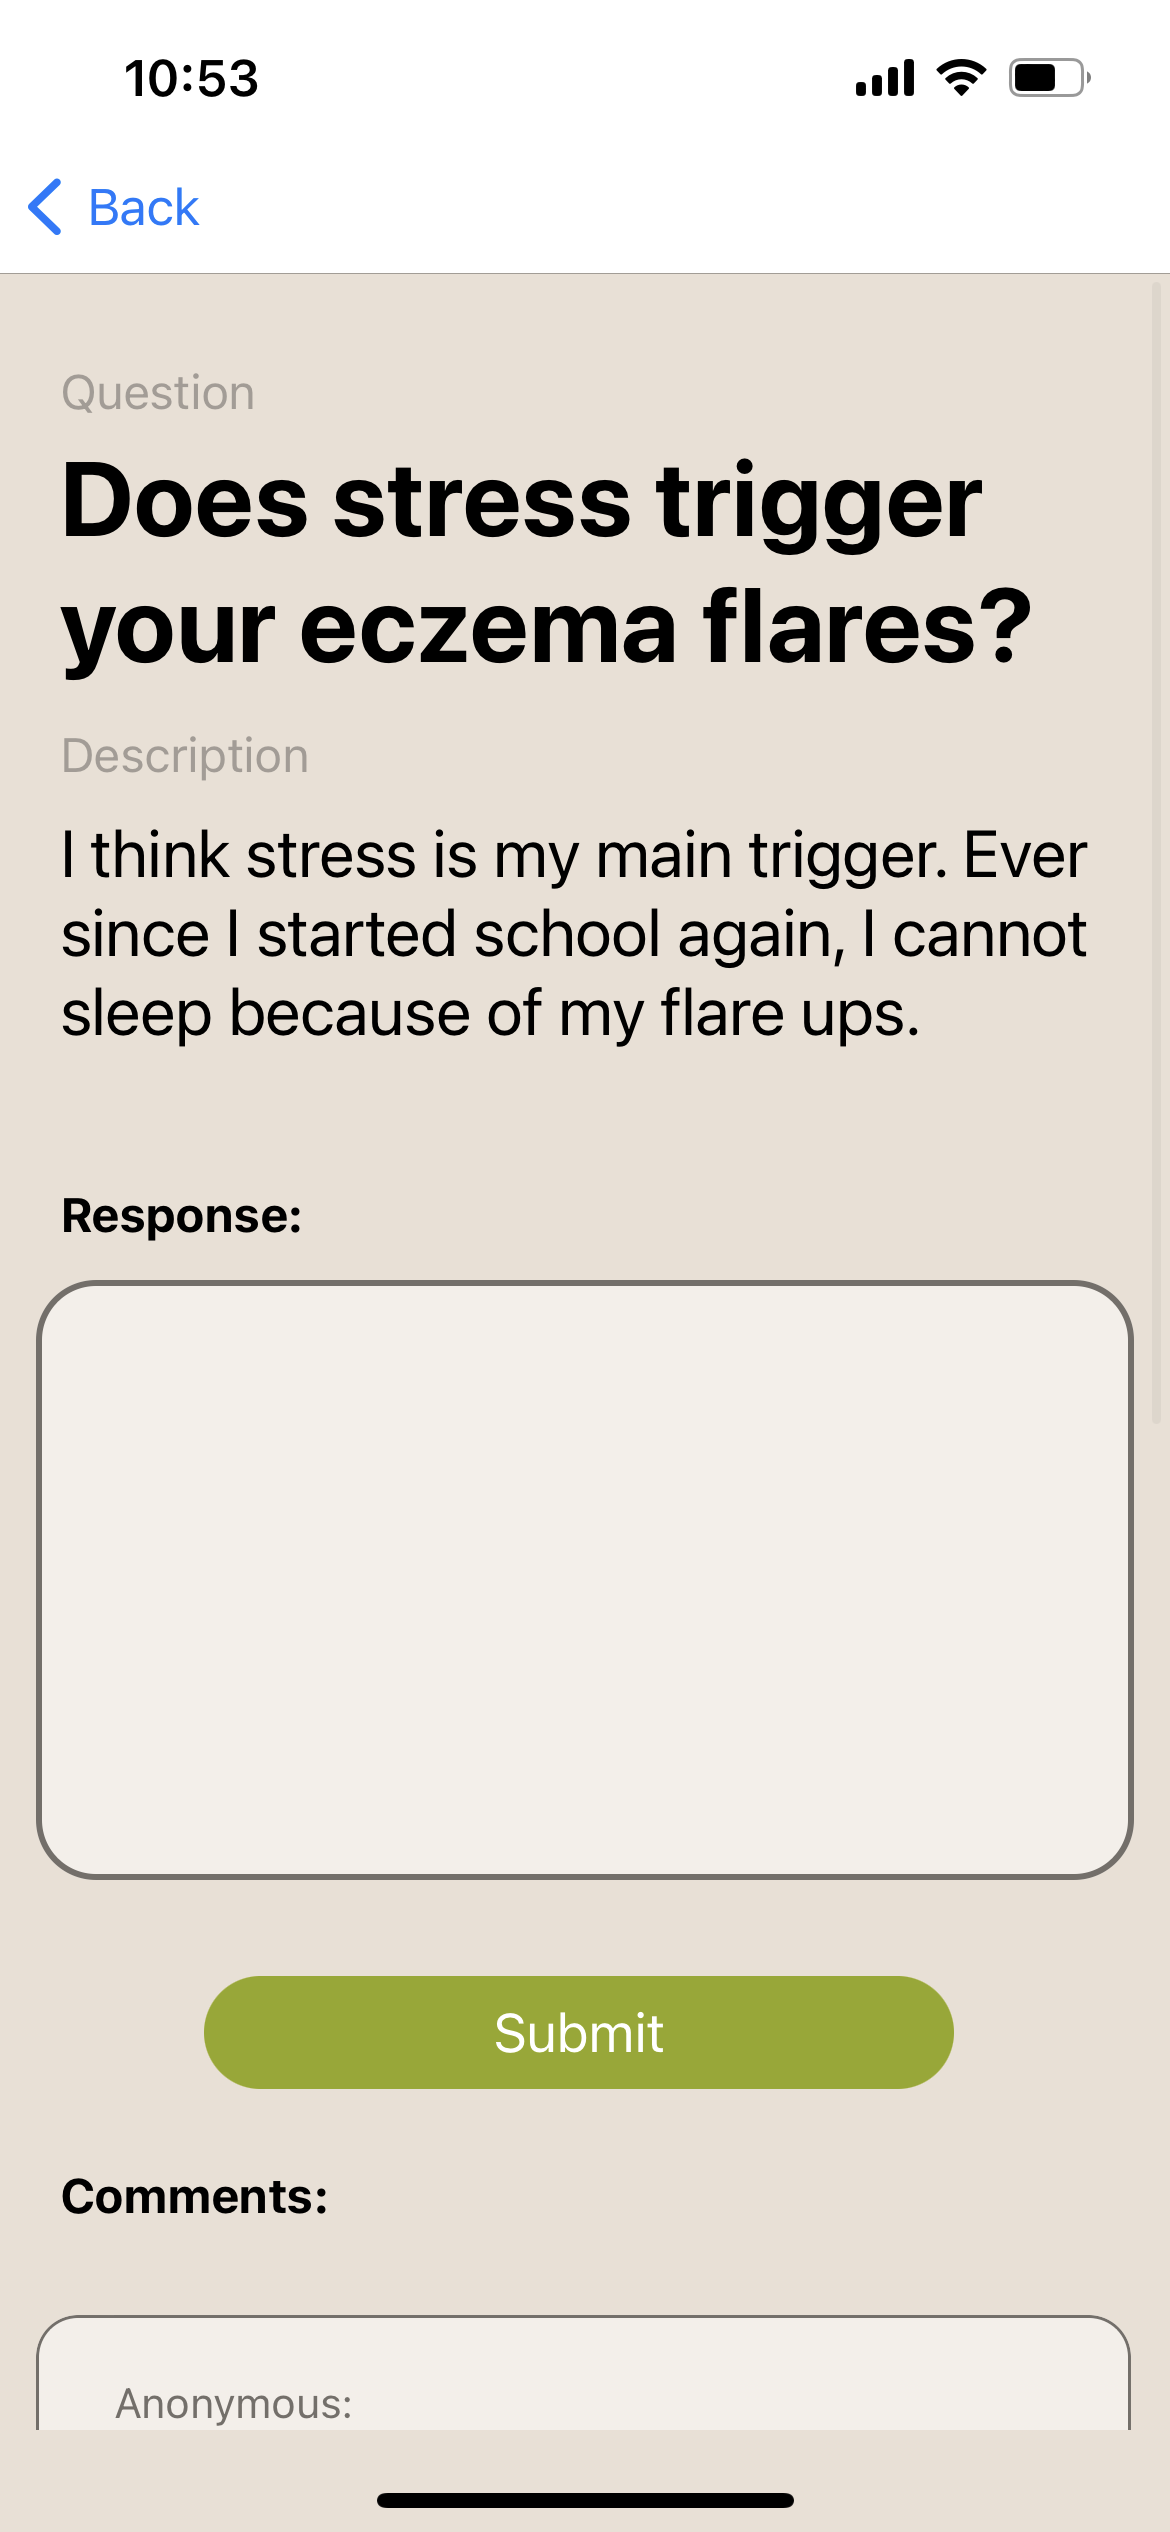 10:53
Back
Question
Does stress trigger
your eczema flares?
Description
I think stress is my main trigger. Ever
since I started school again, I cannot
sleep because of my flare ups.
Response:
Submit
Comments:
Anonymous: